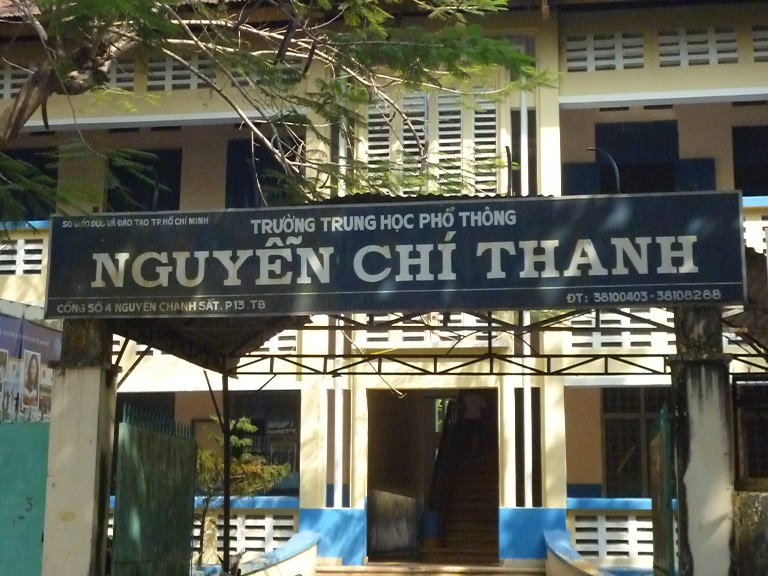 SỞ GIÁO DỤC VÀ ĐÀO TẠO TP HỒ CHÍ MINH
TRƯỜNG TRUNG HỌC PHỔ THÔNG
NGUYỄN CHÍ THANH
CỔNG SỐ 4 NGUYỄN CHÁNH SẮT. P13.TB
ĐT: 38100403 - 38108288
3